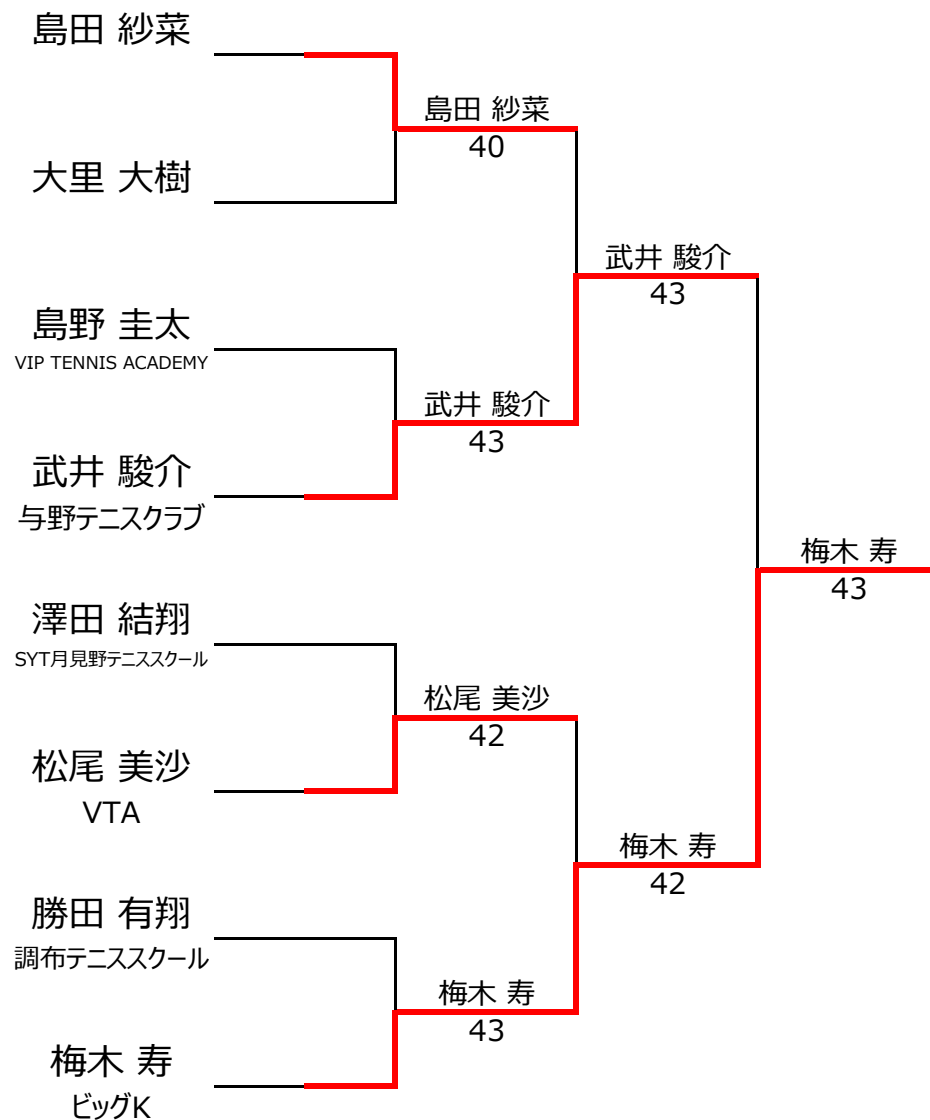 島田 紗菜
島田 紗菜
40
大里 大樹
武井 駿介
43
島野 圭太
VIP TENNIS ACADEMY
武井 駿介
43
武井 駿介
与野テニスクラブ
梅木 寿
43
澤田 結翔
SYT月見野テニススクール
松尾 美沙
42
松尾 美沙
VTA
梅木 寿
42
勝田 有翔
調布テニススクール
梅木 寿
43
梅木 寿
ビッグK